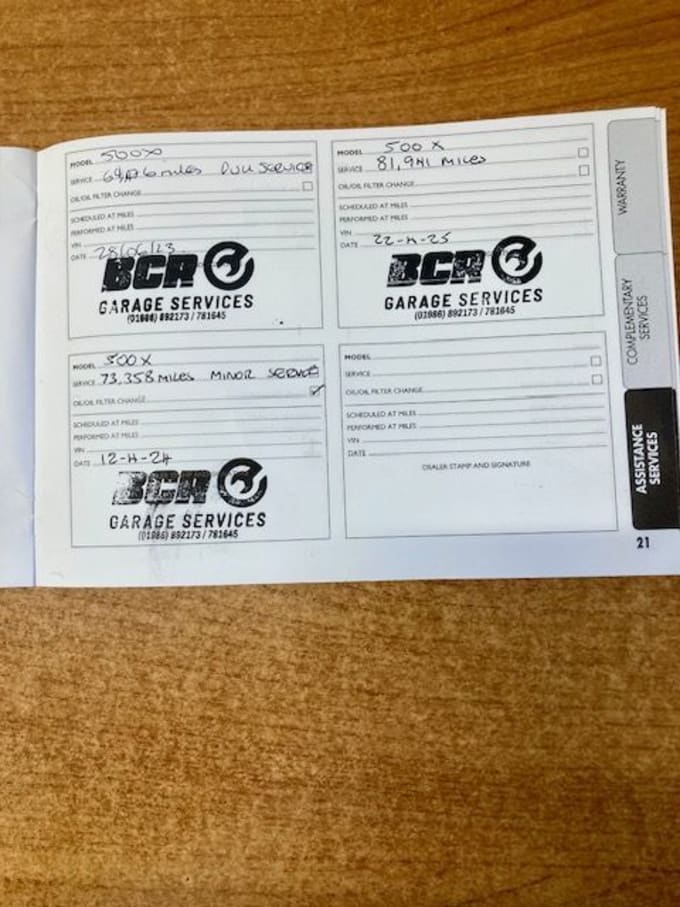 MODEL 500X
SERVICE miles FULL SERVICE
OIL/OIL FILTER CHANGE
SCHEDULED AT MILES
PERFORMED AT MILES
VIN
DATE 28/06/23
BCR
GARAGE SERVICES
(01986) 892173 / 781645
MODEL 500X
SERVICE 73,358 MILES MINOR SERVICE
OIL/OIL FILTER CHANGE
SCHEDULED AT MILES
PERFORMED AT MILES
VIN
DATE 12-4-24
BCR
GARAGE SERVICES
(01986) 892173 / 781645
MODEL 500X
SERVICE 81,941 MILES
OIL/OIL FILTER CHANGE
SCHEDULED AT MILES
PERFORMED AT MILES
VIN
DATE 22-4-25
BCR
GARAGE SERVICES
(01986) 892173 / 781645
MODEL
SERVICE
OIL/OIL FILTER CHANGE
SCHEDULED AT MILES
PERFORMED AT MILES
VIN
DATE
DEALER STAMP AND SIGNATURE
WARRANTY
COMPLEMENTARY
SERVICES
ASSISTANCE
SERVICES
21